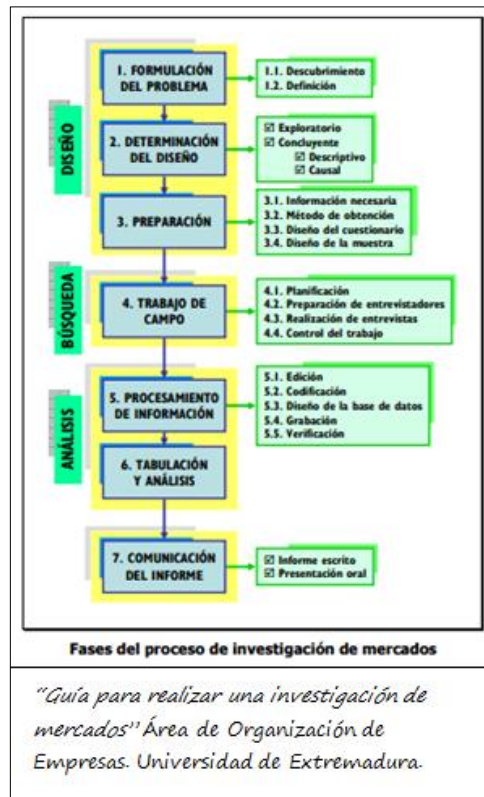 1. FORMULACIÓN
DEL PROBLEMA
1.1. Descubrimiento
1.2. Definición
DISEÑO
2. DETERMINACIÓN
DEL DISEÑO
☑ Exploratorio
☑ Concluyente
☑ Descriptivo
☑ Causal
3. PREPARACIÓN
3.1. Información necesaria
3.2. Método de obtención
3.3. Diseño del cuestionario
3.4. Diseño de la muestra
BÚSQUEDA
4. TRABAJO DE
CAMPO
4.1. Planificación
4.2. Preparación de entrevistadores
4.3. Realización de entrevistas
4.4. Control del trabajo
ANÁLISIS
5. PROCESAMIENTO
DE INFORMACIÓN
5.1. Edición
5.2. Codificación
5.3. Diseño de la base de datos
5.4. Grabación
5.5. Verificación
6. TABULACIÓN
Y ANÁLISIS
7. COMUNICACIÓN
DEL INFORME
☑ Informe escrito
☑ Presentación oral
Fases del proceso de investigación de mercados
"Guía para realizar una investigación de
mercados" Área de Organización de
Empresas. Universidad de Extremadura.